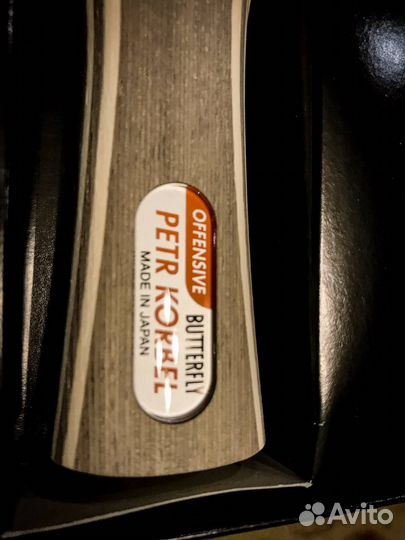 OFFENSIVE BUTTERFLY
PETR KORBEL
MADE IN JAPAN
Avito